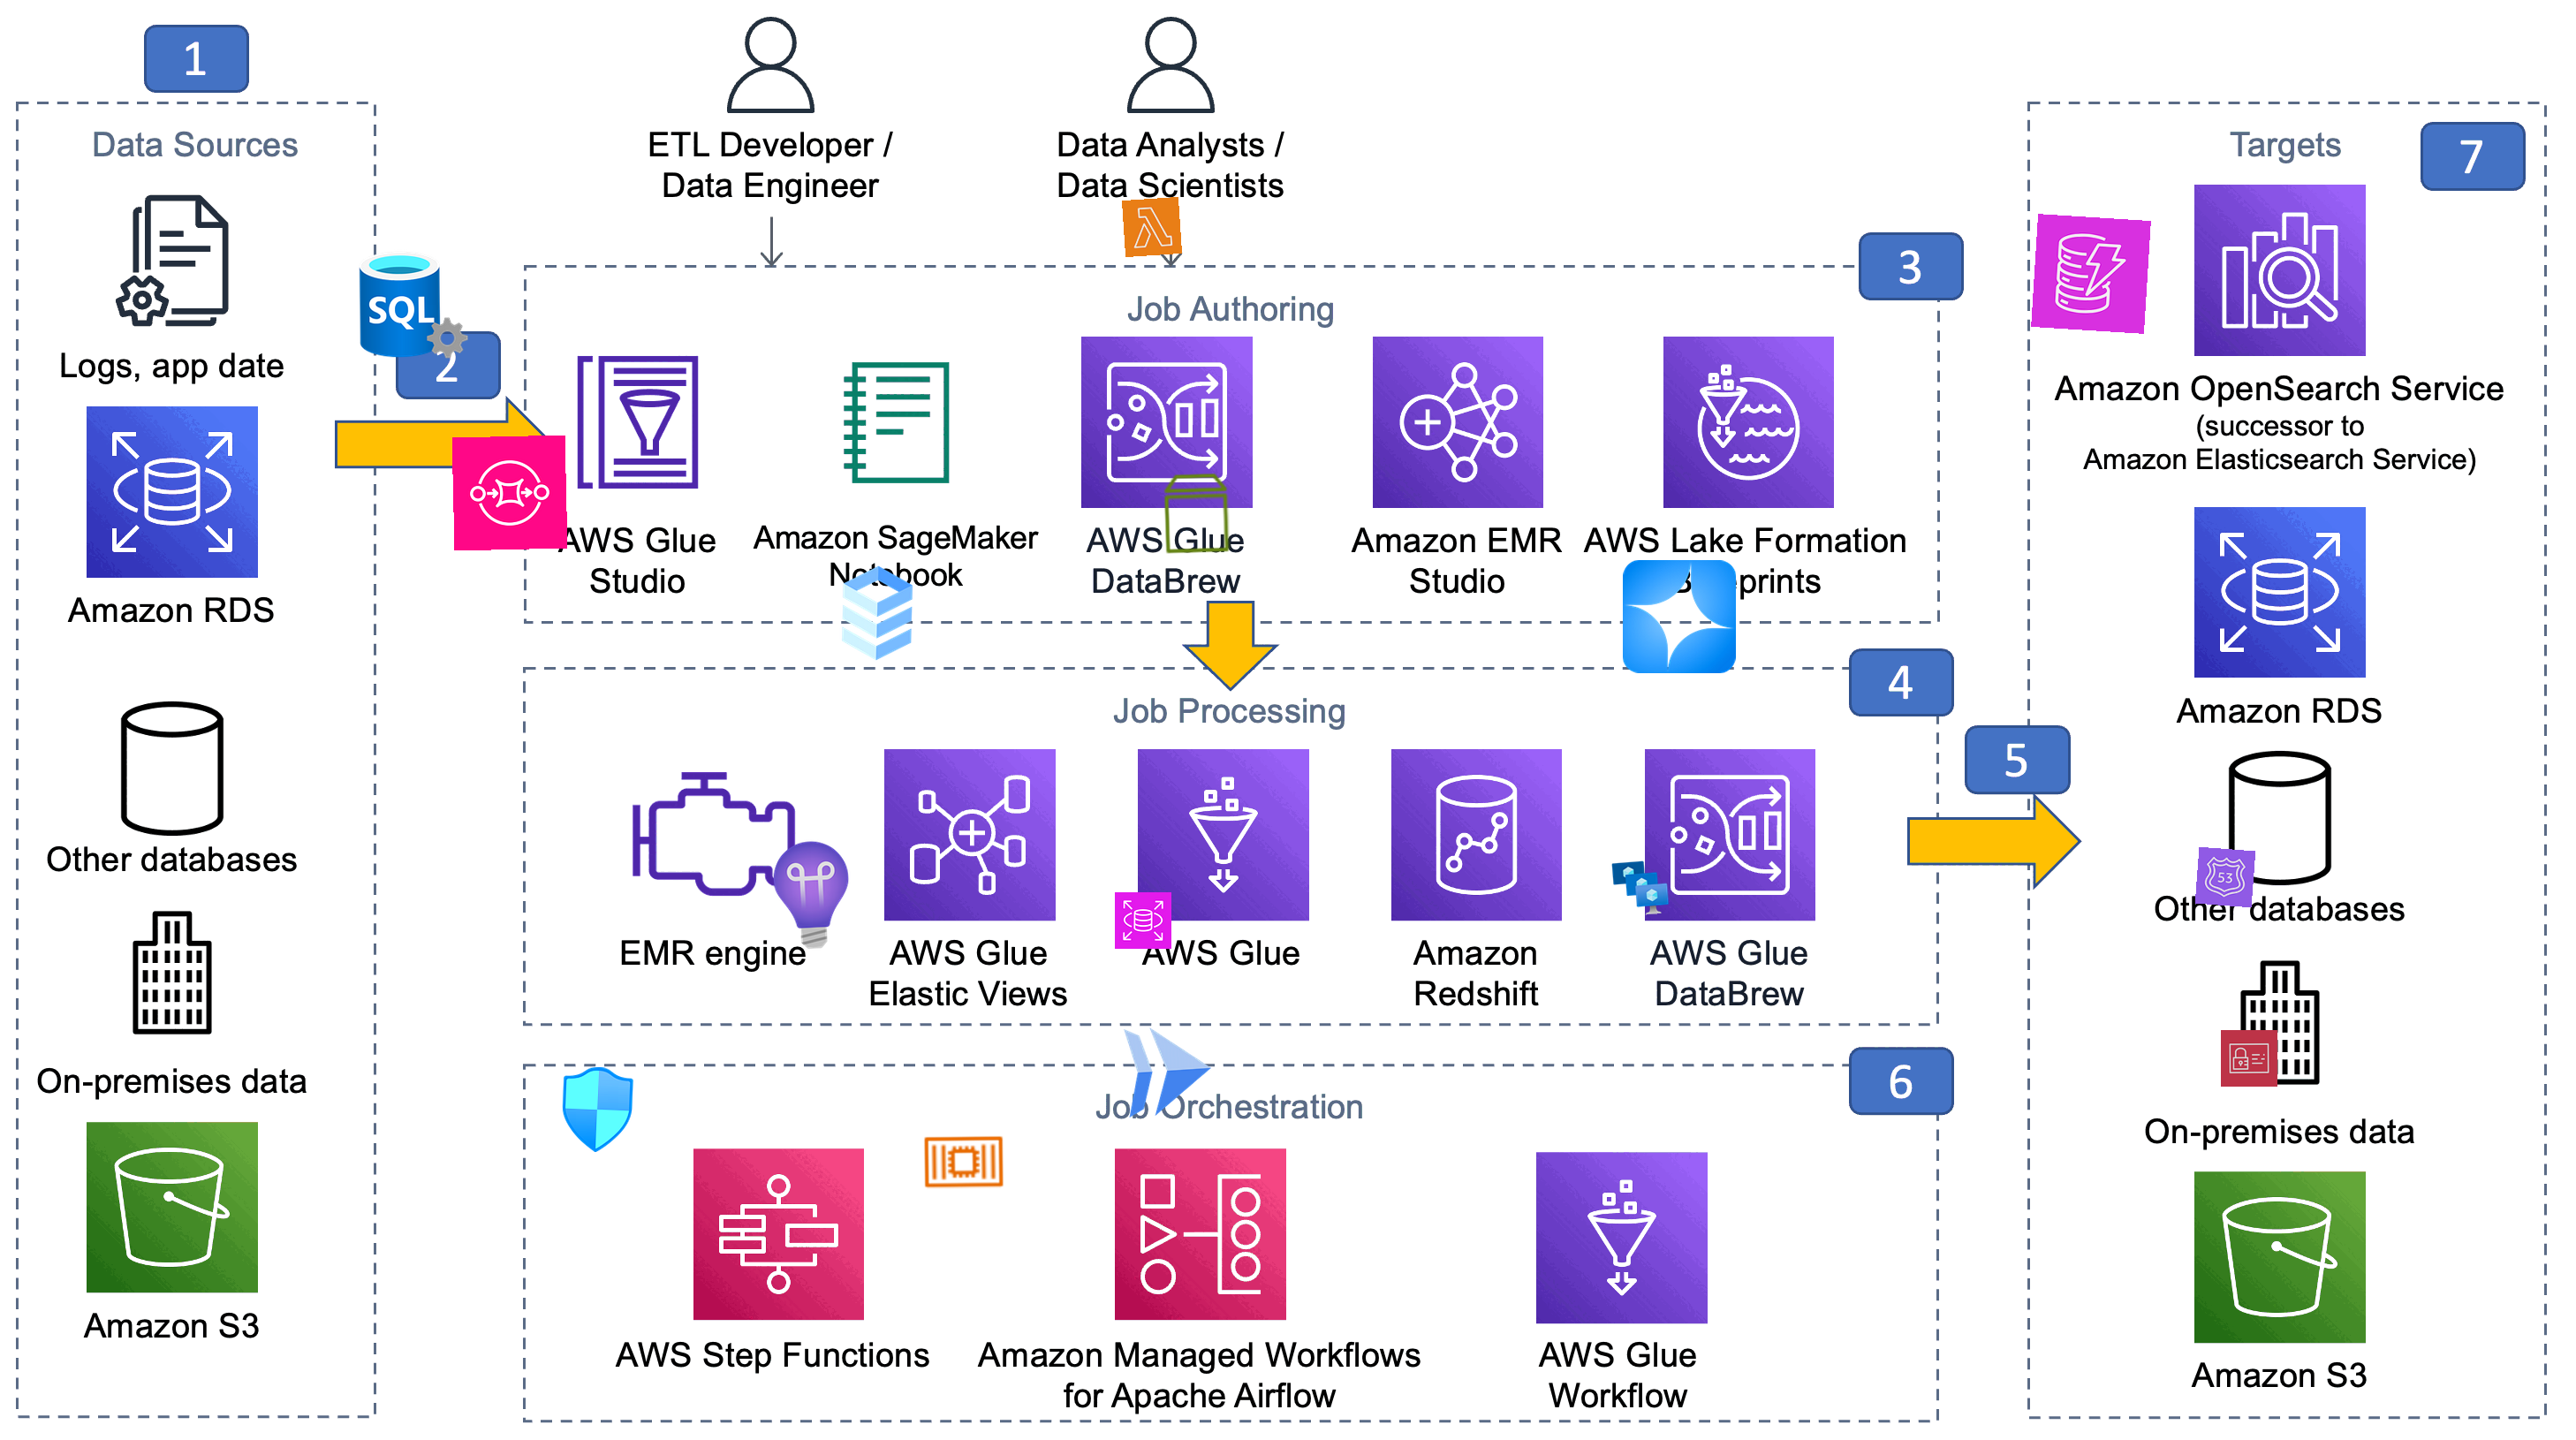 1
Data Sources
Logs, app date
Amazon RDS
Other databases
On-premises data
Amazon S3
SQL
2
ETL Developer /
Data Engineer
Data Analysts /
Data Scientists
3
Job Authoring
AWS Glue
Studio
Amazon SageMaker
Notebook
AWS Glue
DataBrew
Amazon EMR
Studio
AWS Lake Formation
4
Job Processing
EMR engine
AWS Glue
Elastic Views
AWS Glue
Amazon
Redshift
AWS Glue
DataBrew
5
6
Job Orchestration
AWS Step Functions
Amazon Managed Workflows
for Apache Airflow
AWS Glue
Workflow
7
Targets
Amazon OpenSearch Service
(successor to
Amazon Elasticsearch Service)
Amazon RDS
53
Other databases
On-premises data
Amazon S3